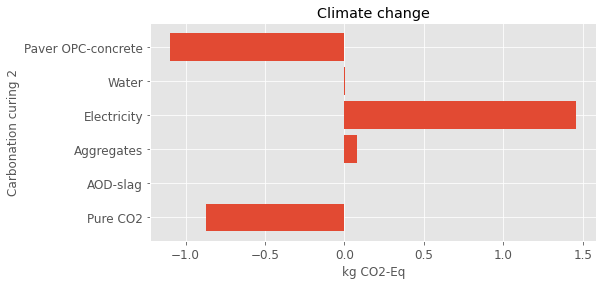 Climate change
Carbonation curing 2
Paver OPC-concrete
Water
Electricity
Aggregates
AOD-slag
Pure CO2
−1.0 −0.5 0.0 0.5 1.0 1.5
kg CO2-Eq